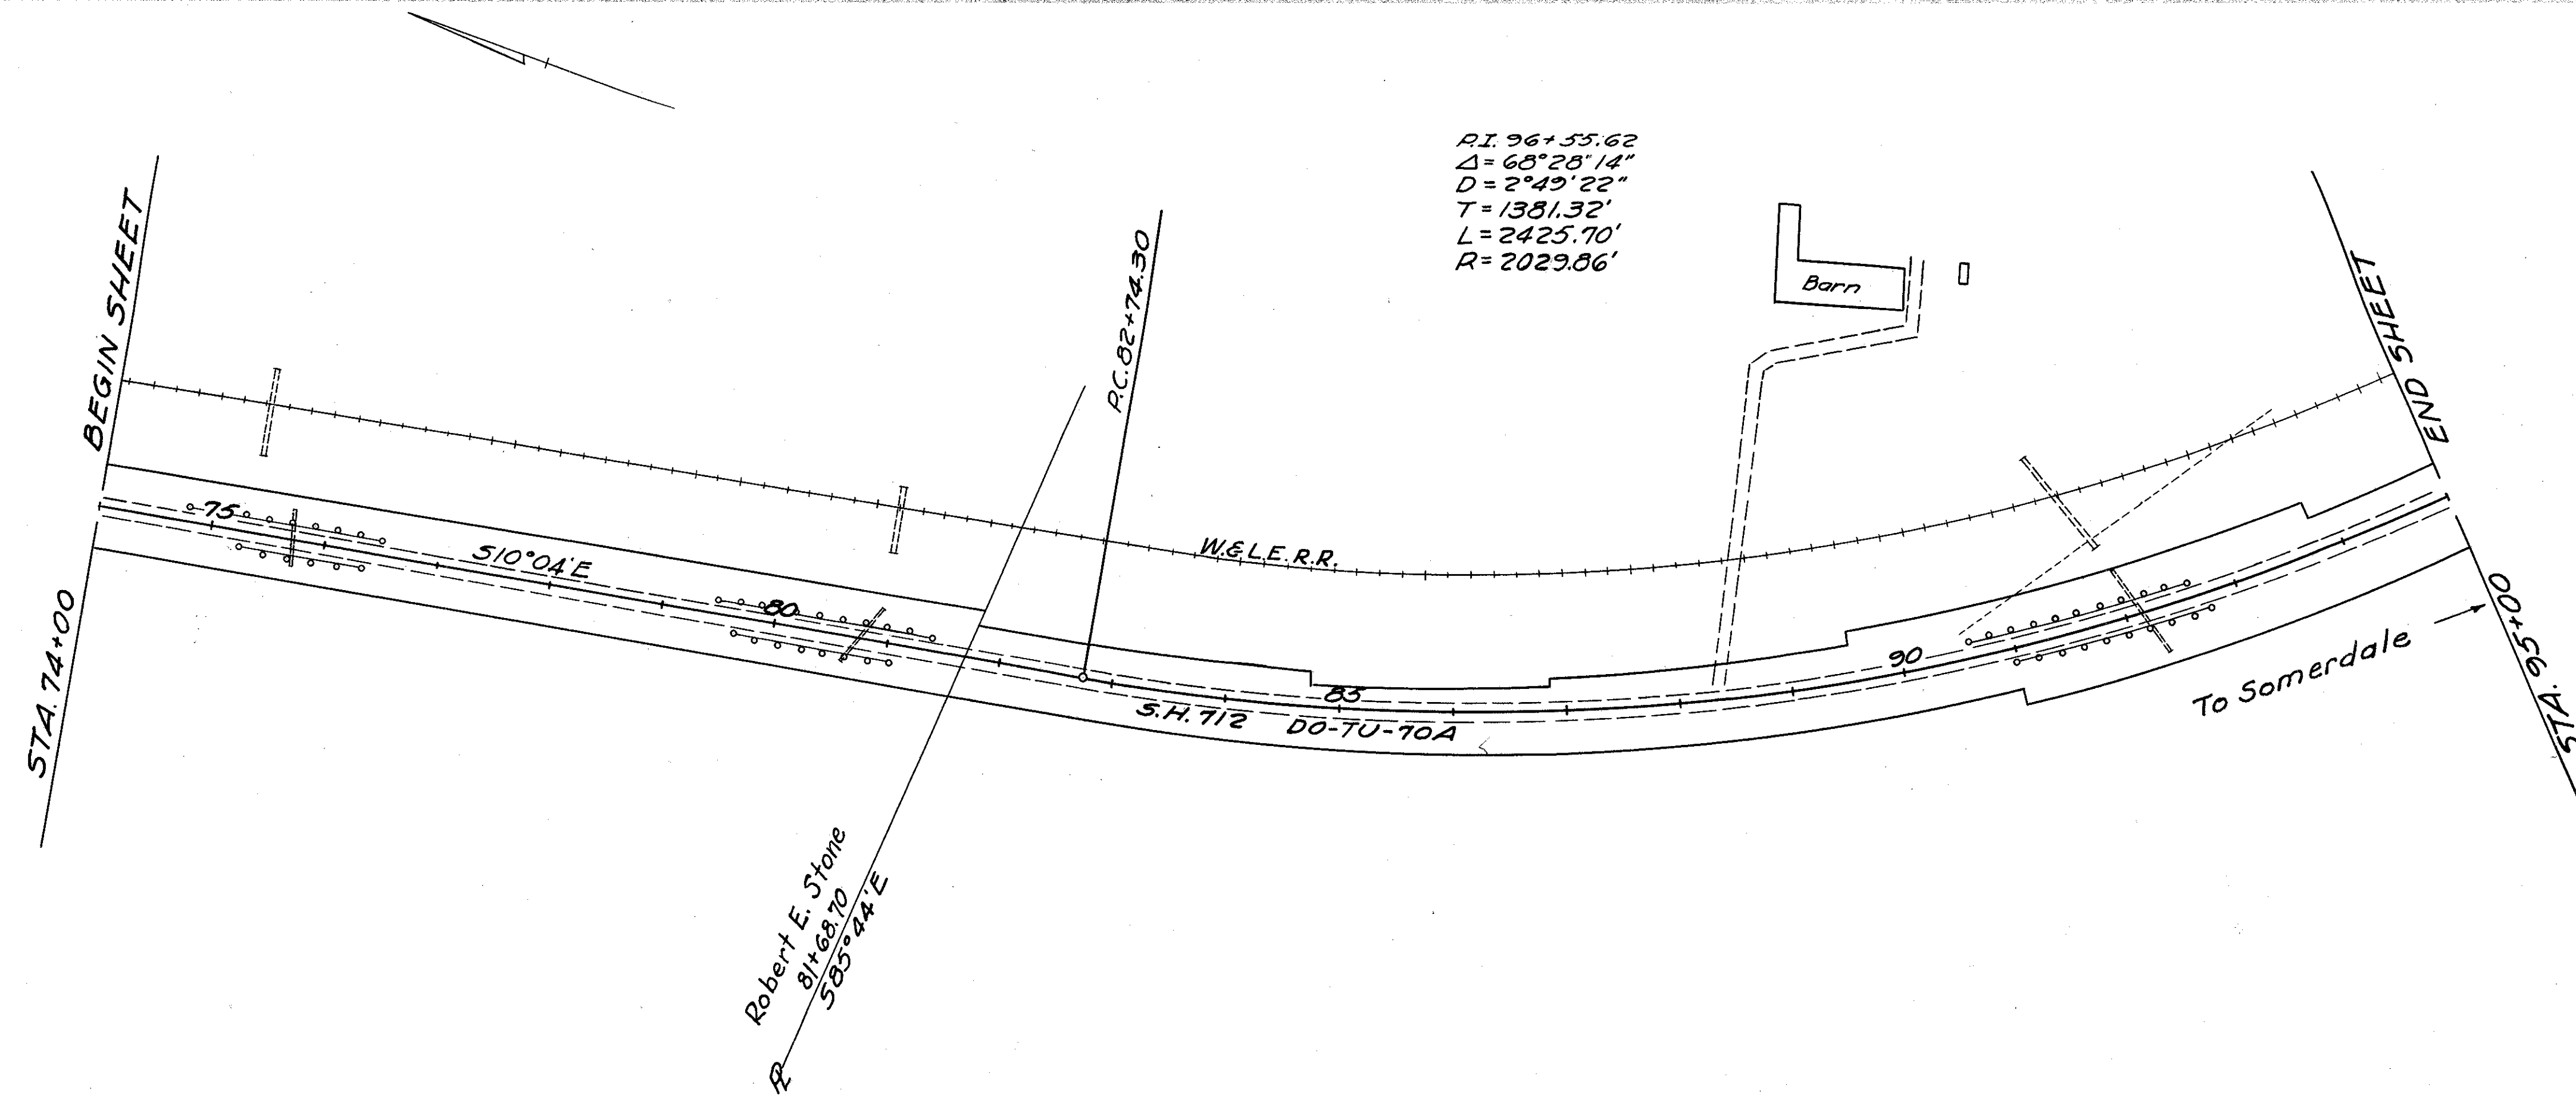 P.I. 96+55.62
Δ= 68°28"14"
D = 2°49'22"
T = 1381.32'
L = 2425.70'
R = 2029.86'
BEGIN SHEET
STA. 74+00
P.C. 82+74.30
Barn
END SHEET
STA. 95+00
W.& L.E. R.R.
75
S10°04'E
80
85
90
S.H. 712 DO-TU-70A
To Somerdale
Robert E. Stone
81+68.70
S85°44'E
PL